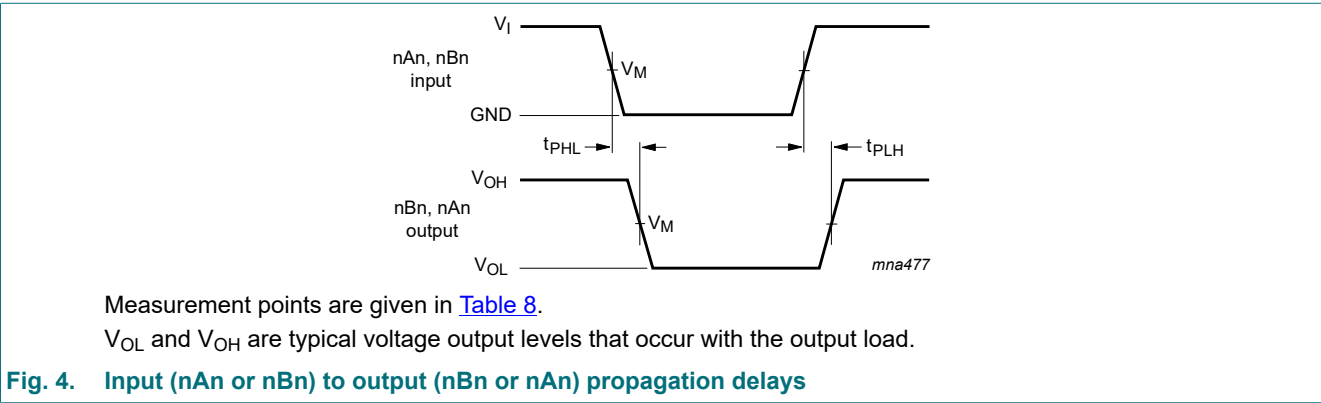 VI
nAn, nBn
input
VM
GND
tPHL
tPLH
VOH
nBn, nAn
output
VM
VOL
mna477
Measurement points are given in Table 8.
VOL and VOH are typical voltage output levels that occur with the output load.
Fig. 4. Input (nAn or nBn) to output (nBn or nAn) propagation delays